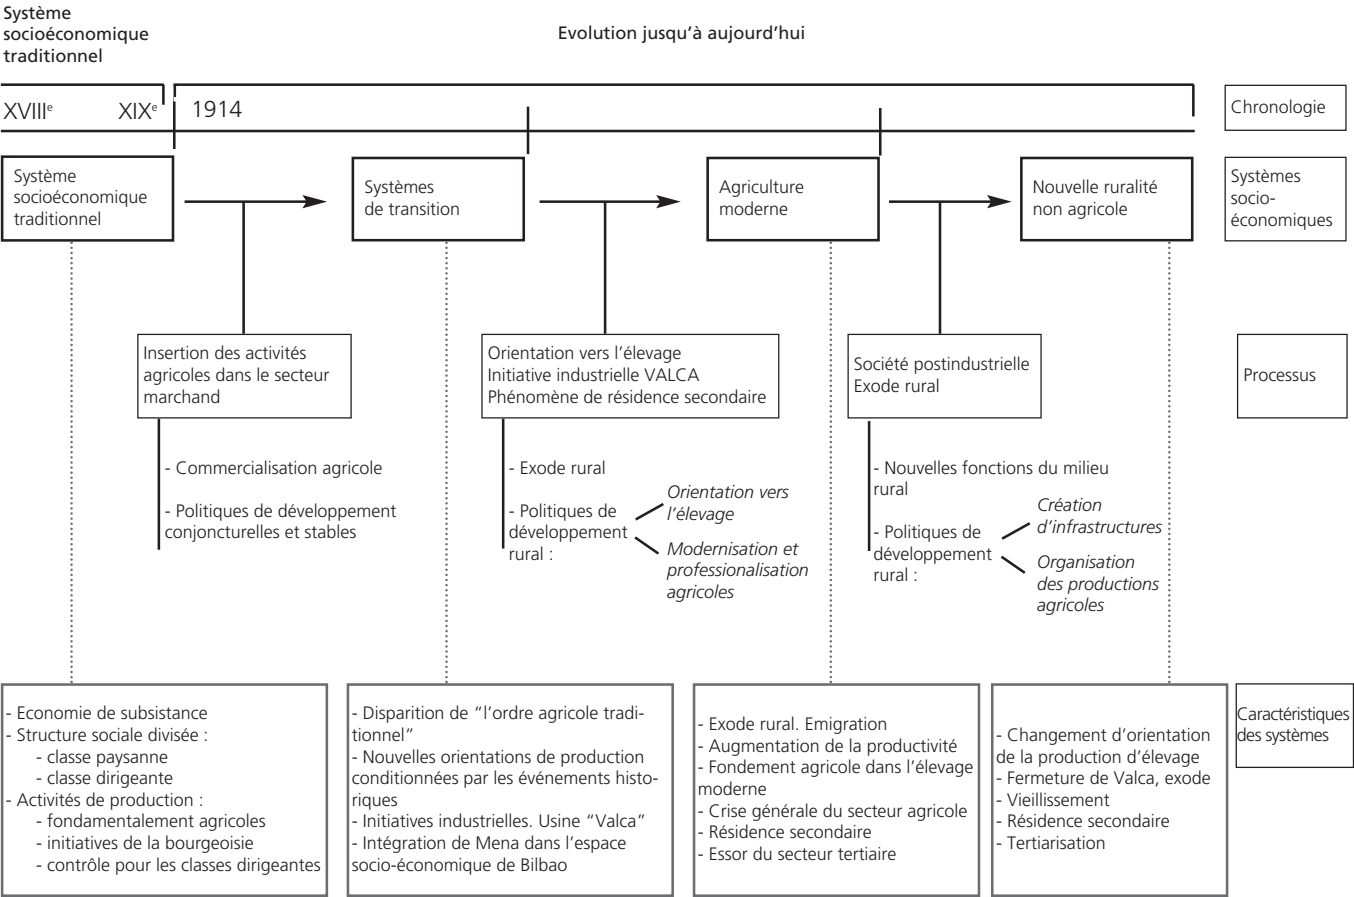 Système
socioéconomique
traditionnel
Evolution jusqu'à aujourd'hui
XVIIIe
XIXe
1914
Chronologie
Système
socioéconomique
traditionnel
Systèmes
de transition
Agriculture
moderne
Nouvelle ruralité
non agricole
Systèmes
socio-
économiques
Insertion des activités
agricoles dans le secteur
marchand
Orientation vers l'élevage
Initiative industrielle VALCA
Phénomène de résidence secondaire
Société postindustrielle
Exode rural
Processus
- Commercialisation agricole
- Politiques de développement
conjoncturelles et stables
- Exode rural
- Politiques de
développement
rural :
Orientation vers
l'élevage
Modernisation et
professionalisation
agricoles
- Nouvelles fonctions du milieu
rural
- Politiques de
développement
rural :
Création
d'infrastructures
Organisation
des productions
agricoles
- Economie de subsistance
- Structure sociale divisée :
- classe paysanne
- classe dirigeante
- Activités de production :
- fondamentalement agricoles
- initiatives de la bourgeoisie
- contrôle pour les classes dirigeantes
- Disparition de “l'ordre agricole tradi-
tionnel”
- Nouvelles orientations de production
conditionnées par les événements histo-
riques
- Initiatives industrielles. Usine “Valca”
- Intégration de Mena dans l'espace
socio-économique de Bilbao
- Exode rural. Emigration
- Augmentation de la productivité
- Fondement agricole dans l'élevage
moderne
- Crise générale du secteur agricole
- Résidence secondaire
- Essor du secteur tertiaire
- Changement d'orientation
de la production d'élevage
- Fermeture de Valca, exode
- Vieillissement
- Résidence secondaire
- Tertiarisation
Caractéristiques
des systèmes